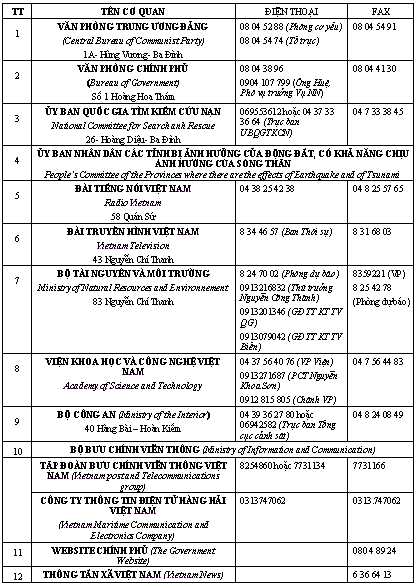 TT TÊN CƠ QUAN ĐIỆN THOẠI FAX
1 VĂN PHÒNG TRUNG ƯƠNG ĐẢNG 08 04 52 88 (Phòng cơ yếu) 08 04 54 91
(Central Bureau of Communist Party) 08 04 54 74 (Tổ trực)
1A- Hùng Vương- Ba Đình
2 VĂN PHÒNG CHÍNH PHỦ 08 04 38 96 08 04 41 30
(Bureau of Government) 0904 107 799 (Ông Huệ,
Số 1 Hoàng Hoa Thám Phó vụ trưởng Vụ NN)
3 ỦY BAN QUỐC GIA TÌM KIẾM CỨU NẠN 069553612 hoặc 04 37 33 04 7 33 38 45
National Committee for Search anh Rescue 36 64 (Trực ban
26- Hoàng Diệu- Ba Đình UBQGTKCN)
4 ỦY BAN NHÂN DÂN CÁC TỈNH BỊ ẢNH HƯỞNG CỦA ĐỘNG ĐẤT, CÓ KHẢ NĂNG CHỊU
ẢNH HƯỞNG CỦA SÓNG THẦN
People's Committee of the Provinces where there are the effects of Earthquake and of Tsunami
5 ĐÀI TIẾNG NÓI VIỆT NAM 04 38 25 42 38 04 8 25 57 65
Radio Vietnam
58 Quán Sứ
6 ĐÀI TRUYỀN HÌNH VIỆT NAM 8 34 46 57 (Ban Thời sự) 8 31 68 03
Vietnam Television
43 Nguyễn Chí Thanh
7 BỘ TÀI NGUYÊN VÀ MÔI TRƯỜNG 8 24 70 02 (Phòng dự báo) 8359221 (VP)
Ministry of Natural Resources and Environnement 0913216832 (Thứ trưởng 8 25 42 78
83 Nguyễn Chí Thanh Nguyễn Công Thành) (Phòng dự báo)
0913201346 (GĐ TT KT TV
QG)
0913079042 (GĐ TT KT TV
Biển)
8 VIỆN KHOA HỌC VÀ CÔNG NGHỆ VIỆT 04 37 56 40 76 (VP Viện) 04 7 56 44 83
NAM 0913271687 (PCT Nguyễn
Academy of Science and Technology Khoa Sơn)
0912 815 805 (Chánh VP)
9 BỘ CÔNG AN (Ministry of the Interior) 04 39 36 27 80 hoặc 04 8 24 08 49
40 Hàng Bài – Hoàn Kiếm 06942582 (Trực ban Tổng
cục cảnh sát)
10 BỘ BƯU CHÍNH VIỄN THÔNG (Ministry of Information and Communication)
TẬP ĐOÀN BƯU CHÍNH VIỄN THÔNG VIỆT 8254860 hoặc 7731134 7731166
NAM (Vietnam post and Telecommunications
group)
CÔNG TY THÔNG TIN ĐIỆN TỬ HÀNG HẢI 0313747062 0313.747062
VIỆT NAM
(Vietnam Maritime Communication and
Electronics Company)
11 WEBSITE CHÍNH PHỦ (The Government 080 4 89 24
Website)
12 THÔNG TẤN XÃ VIỆT NAM (Vietnam News) 6 36 64 13